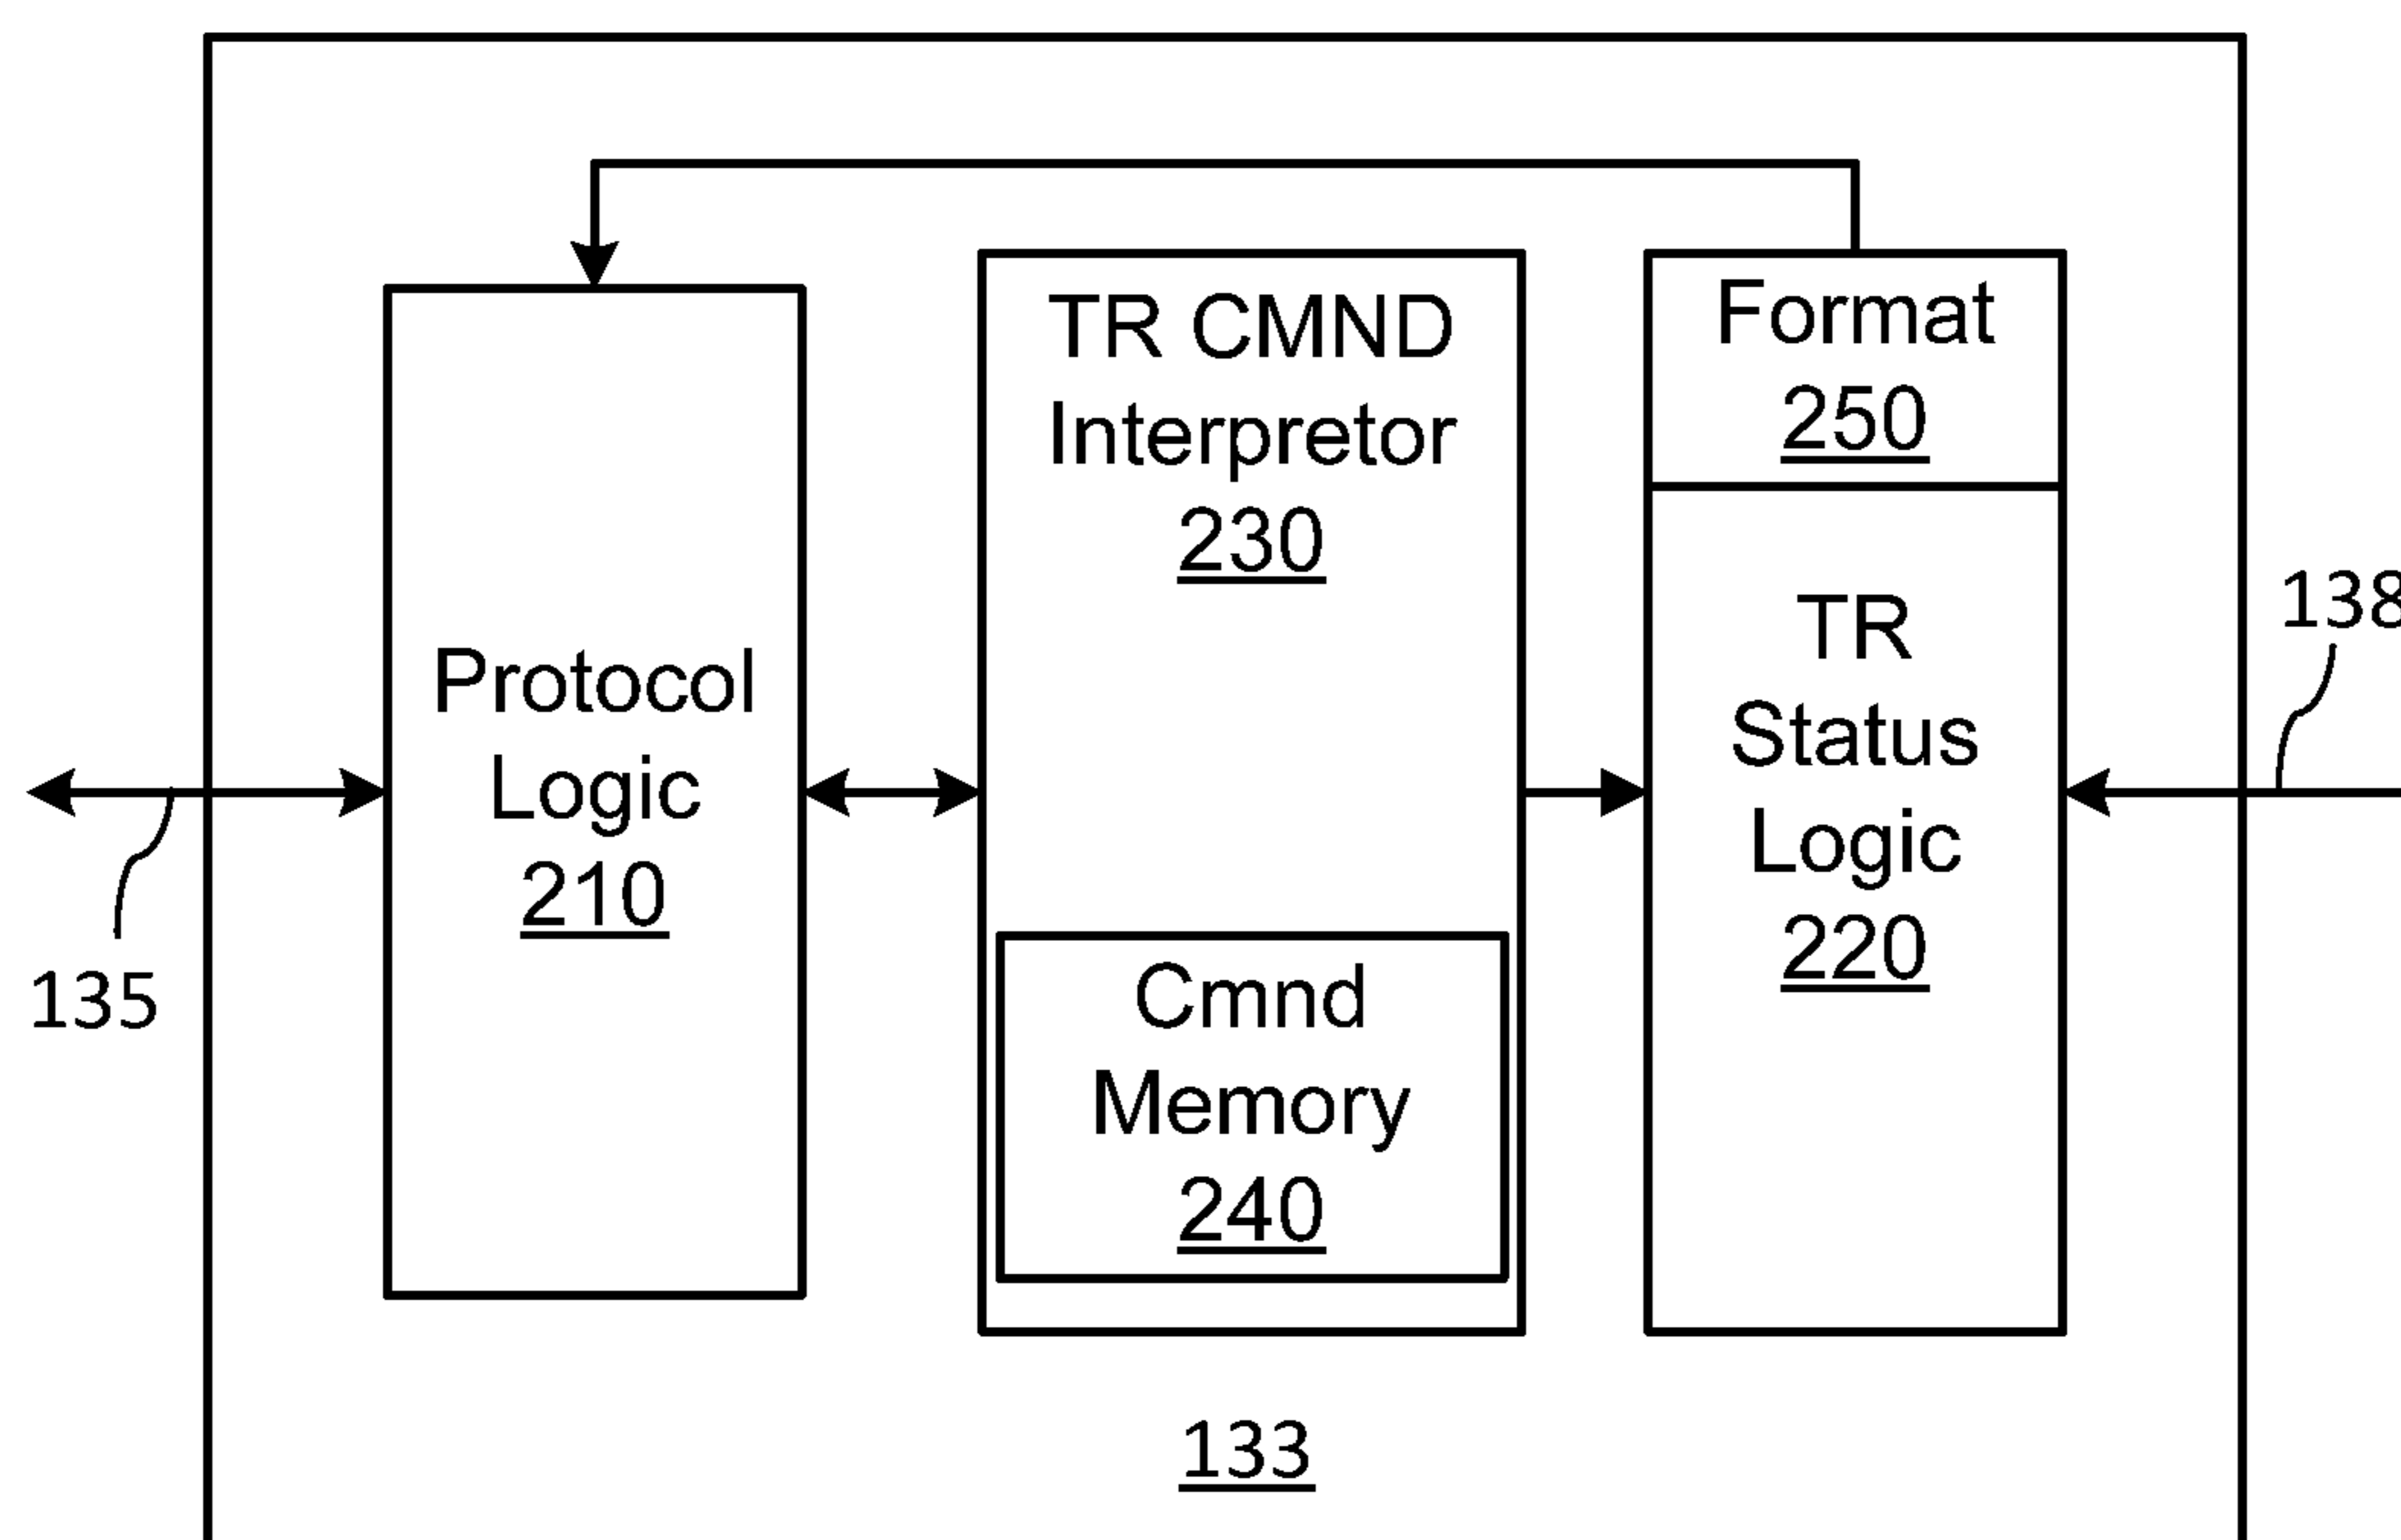 Protocol
Logic
210
TR CMND
Interpretor
230
Cmnd
Memory
240
Format
250
TR
Status
Logic
220
138
135
133